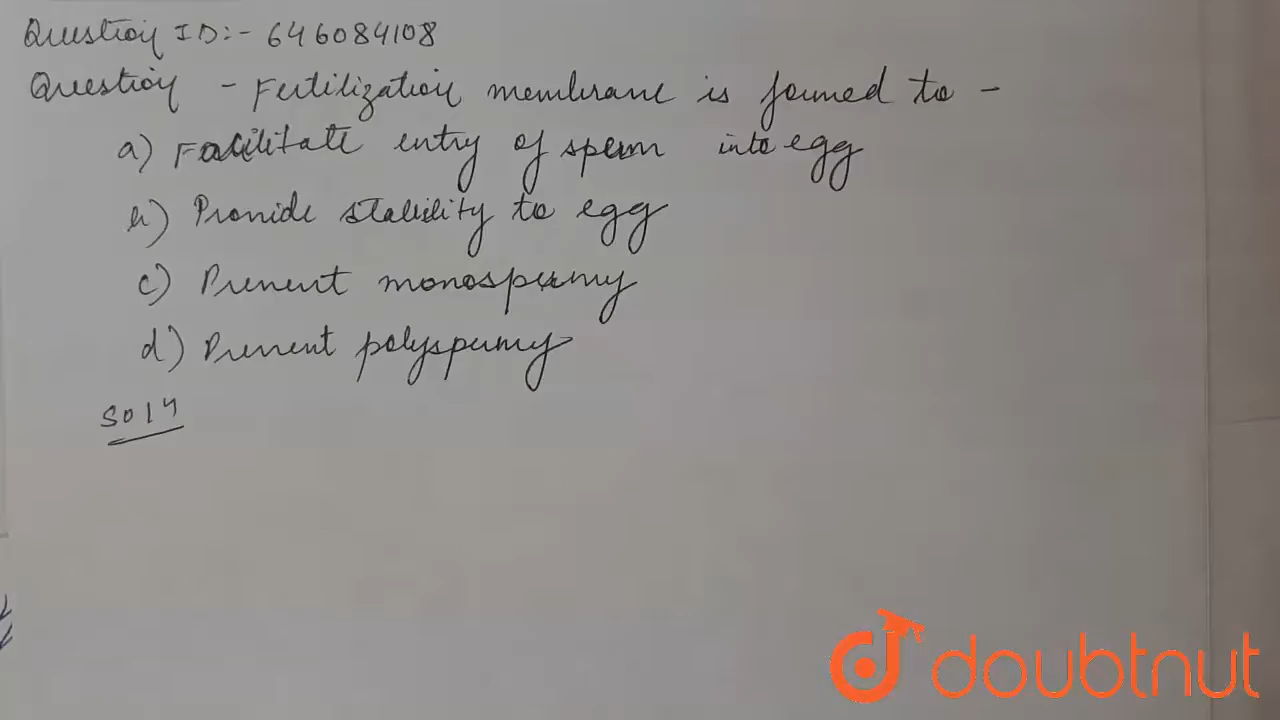 Question ID:- 646084108
Question - Fertilization membrane is formed to -
a) Facilitate entry of sperm into egg
b) Provide stability to egg
c) Prevent monospermy
d) Prevent polyspermy
Soln
doubtnut